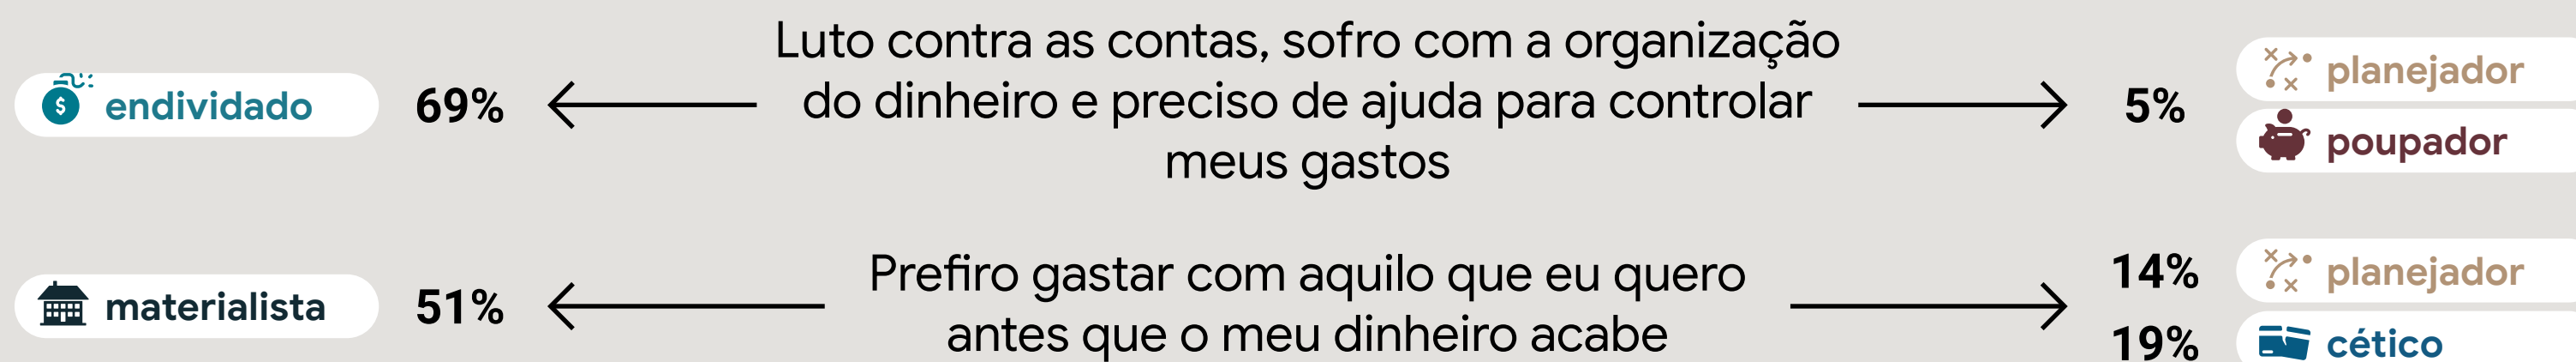 endividado
69%
Luto contra as contas, sofro com a organização
do dinheiro e preciso de ajuda para controlar
meus gastos
5%
planejador
poupador
materialista
51%
Prefiro gastar com aquilo que eu quero
antes que o meu dinheiro acabe
14%
planejador
19%
cético